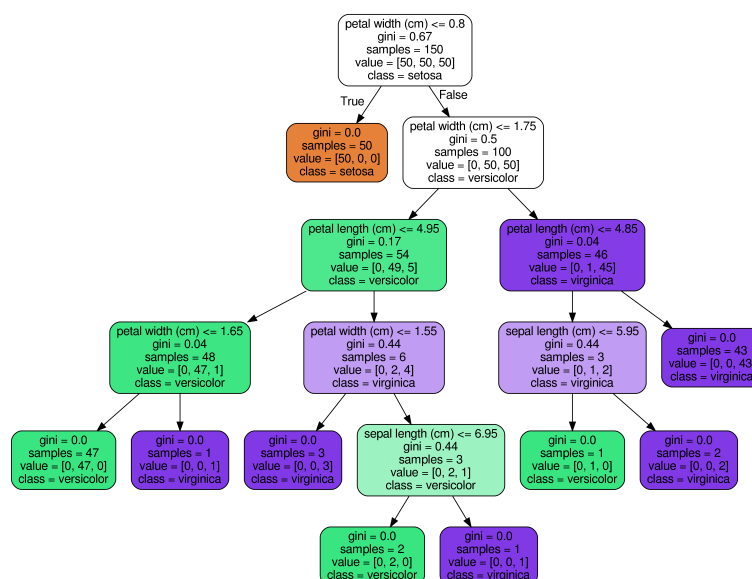 petal width (cm) <= 0.8
gini = 0.67
samples = 150
value = [50, 50, 50]
class = setosa
True
False
gini = 0.0
samples = 50
value = [50, 0, 0]
class = setosa
petal width (cm) <= 1.75
gini = 0.5
samples = 100
value = [0, 50, 50]
class = versicolor
petal length (cm) <= 4.95
gini = 0.17
samples = 54
value = [0, 49, 5]
class = versicolor
petal length (cm) <= 4.85
gini = 0.04
samples = 46
value = [0, 1, 45]
class = virginica
petal width (cm) <= 1.65
gini = 0.04
samples = 48
value = [0, 47, 1]
class = versicolor
petal width (cm) <= 1.55
gini = 0.44
samples = 6
value = [0, 2, 4]
class = virginica
sepal length (cm) <= 5.95
gini = 0.44
samples = 3
value = [0, 1, 2]
class = virginica
gini = 0.0
samples = 43
value = [0, 0, 43
class = virginica
gini = 0.0
samples = 47
value = [0, 47, 0]
class = versicolor
gini = 0.0
samples = 1
value = [0, 0, 1]
class = virginica
gini = 0.0
samples = 3
value = [0, 0, 3]
class = virginica
sepal length (cm) <= 6.95
gini = 0.44
samples = 3
value = [0, 2, 1]
class = versicolor
gini = 0.0
samples = 1
value = [0, 1, 0]
class = versicolor
gini = 0.0
samples = 2
value = [0, 0, 2]
class = virginica
gini = 0.0
samples = 2
value = [0, 2, 0]
class = versicolor
gini = 0.0
samples = 1
value = [0, 0, 1]
class = virginica